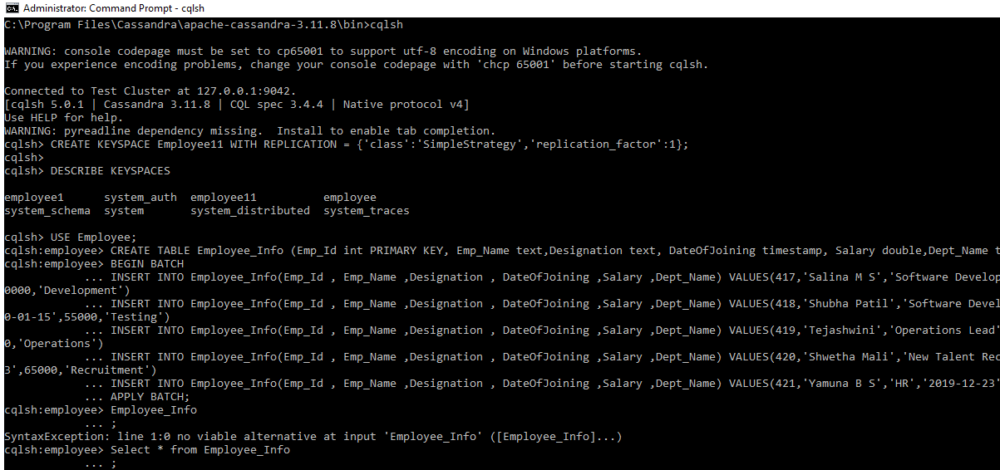 Administrator: Command Prompt - cqlsh
C:\Program Files\Cassandra\apache-cassandra-3.11.8\bin>cqlsh
WARNING: console codepage must be set to cp65001 to support utf-8 encoding on Windows platforms.
If you experience encoding problems, change your console codepage with 'chcp 65001' before starting cqlsh.
Connected to Test Cluster at 127.0.0.1:9042.
[cqlsh 5.0.1 | Cassandra 3.11.8 | CQL spec 3.4.4 | Native protocol v4]
Use HELP for help.
WARNING: pyreadline dependency missing.  Install to enable tab completion.
cqlsh> CREATE KEYSPACE Employee11 WITH REPLICATION = {'class':'SimpleStrategy','replication_factor':1};
cqlsh>
cqlsh> DESCRIBE KEYSPACES
employee1      system_auth  employee11          employee
system_schema  system       system_distributed  system_traces
cqlsh> USE Employee;
cqlsh:employee> CREATE TABLE Employee_Info (Emp_Id int PRIMARY KEY, Emp_Name text,Designation text, DateOfJoining timestamp, Salary double,Dept_Name t
cqlsh:employee> BEGIN BATCH
            ... INSERT INTO Employee_Info(Emp_Id , Emp_Name ,Designation , DateOfJoining ,Salary ,Dept_Name) VALUES(417,'Salina M S','Software Develop
0000,'Development')
            ... INSERT INTO Employee_Info(Emp_Id , Emp_Name ,Designation , DateOfJoining ,Salary ,Dept_Name) VALUES(418,'Shubha Patil','Software Devel
0-01-15',55000,'Testing')
            ... INSERT INTO Employee_Info(Emp_Id , Emp_Name ,Designation , DateOfJoining ,Salary ,Dept_Name) VALUES(419,'Tejashwini','Operations Lead'
0,'Operations')
            ... INSERT INTO Employee_Info(Emp_Id , Emp_Name ,Designation , DateOfJoining ,Salary ,Dept_Name) VALUES(420,'Shwetha Mali','New Talent Rec
3',65000,'Recruitment')
            ... INSERT INTO Employee_Info(Emp_Id , Emp_Name ,Designation , DateOfJoining ,Salary ,Dept_Name) VALUES(421,'Yamuna B S','HR','2019-12-23'
            ... APPLY BATCH;
cqlsh:employee> Employee_Info
            ... ;
SyntaxException: line 1:0 no viable alternative at input 'Employee_Info' ([Employee_Info]...)
cqlsh:employee> Select * from Employee_Info
            ... ;